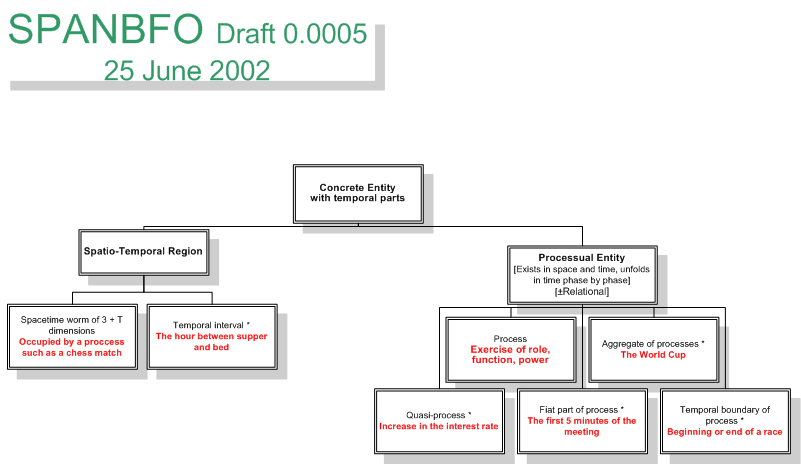 SPANBFO Draft 0.0005
25 June 2002
Concrete Entity
with temporal parts
Spatio-Temporal Region
Processual Entity
[Exists in space and time, unfolds
in time phase by phase]
[±Relational]
Spacetime worm of 3 + T
dimensions
Occupied by a proccess
such as a chess match
Temporal interval *
The hour between supper
and bed
Process
Exercise of role,
function, power
Aggregate of processes *
The World Cup
Quasi-process *
Increase in the interest rate
Fiat part of process *
The first 5 minutes of the
meeting
Temporal boundary of
process *
Beginning or end of a race